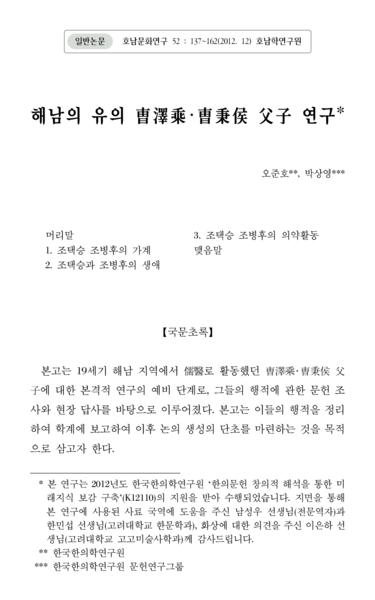 일반논문 호남문화연구 52 : 137~162(2012. 12) 호남학연구원
해남의 유의 曺澤乘·曺秉侯 父子 연구*
오준호**, 박상영***
머리말
1. 조택승 조병후의 가계
2. 조택승과 조병후의 생애
3. 조택승 조병후의 의약활동
맺음말
【국문초록】
본고는 19세기 해남 지역에서 儒醫로 활동했던 曺澤乘·曺秉侯 父
子에 대한 본격적 연구의 예비 단계로, 그들의 행적에 관한 문헌 조
사와 현장 답사를 바탕으로 이루어졌다. 본고는 이들의 행적을 정리
하여 학계에 보고하여 이후 논의 생성의 단초를 마련하는 것을 목적
으로 삼고자 한다.
* 본 연구는 2012년도 한국한의학연구원 '한의문헌 창의적 해석을 통한 미
래지식 보감 구축'(K12110)의 지원을 받아 수행되었습니다. 지면을 통해
본 연구에 사용된 사료 국역에 도움을 주신 남성우 선생님(전문역자)과
한민섭 선생님(고려대학교 한문학과), 화상에 대한 의견을 주신 이은하 선
생님(고려대학교 고고미술사학과)께 감사드립니다.
** 한국한의학연구원
*** 한국한의학연구원 문헌연구그룹